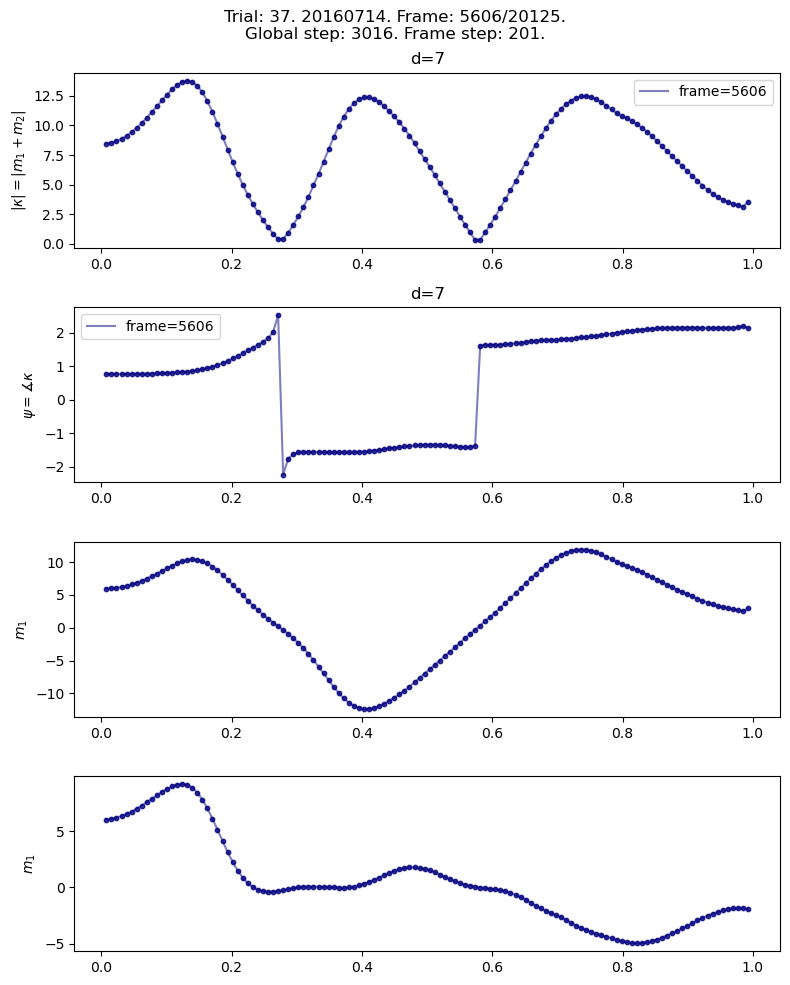 Trial: 37. 20160714. Frame: 5606/20125.
Global step: 3016. Frame step: 201.
d=7
|κ| = |m₁ + m₂|
12.5
10.0
7.5
5.0
2.5
0.0
frame=5606
0.0 0.2 0.4 0.6 0.8 1.0
d=7
ψ = ∡κ
2
1
0
−1
−2
frame=5606
0.0 0.2 0.4 0.6 0.8 1.0
m₁
10
5
0
−5
−10
0.0 0.2 0.4 0.6 0.8 1.0
m₁
5
0
−5
0.0 0.2 0.4 0.6 0.8 1.0